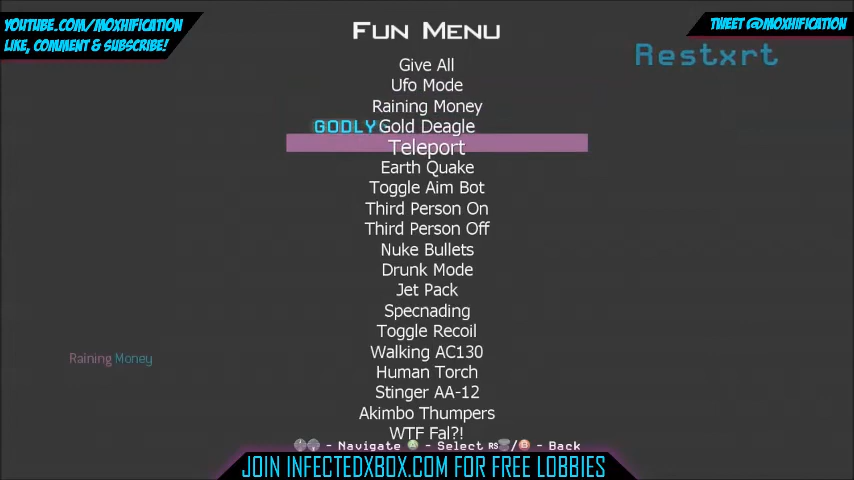 YOUTUBE.COM/MOXHIFICATION
LIKE, COMMENT & SUBSCRIBE!
TWEET @MOXHIFICATION
Restxrt
Fun Menu
Give All
Ufo Mode
Raining Money
GODLY
Gold Deagle
Teleport
Earth Quake
Toggle Aim Bot
Third Person On
Third Person Off
Nuke Bullets
Drunk Mode
Jet Pack
Specnading
Toggle Recoil
Walking AC130
Human Torch
Stinger AA-12
Akimbo Thumpers
WTF Fal?!
Raining Money
- Navigate A - Select RS/B - Back
JOIN INFECTEDXBOX.COM FOR FREE LOBBIES